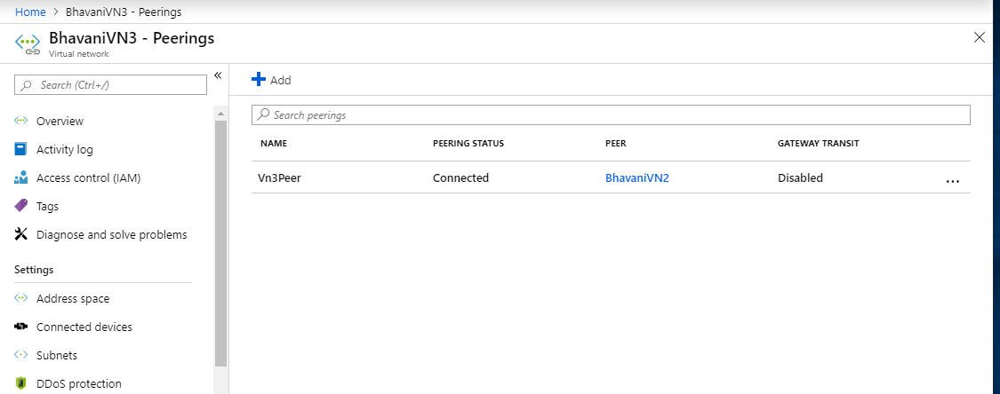 Home > BhavaniVN3 - Peerings
BhavaniVN3 - Peerings
Virtual network
Search (Ctrl+/)
Overview
Activity log
Access control (IAM)
Tags
Diagnose and solve problems
Settings
Address space
Connected devices
Subnets
DDoS protection
Add
Search peerings
NAME PEERING STATUS PEER GATEWAY TRANSIT
Vn3Peer Connected BhavaniVN2 Disabled ...